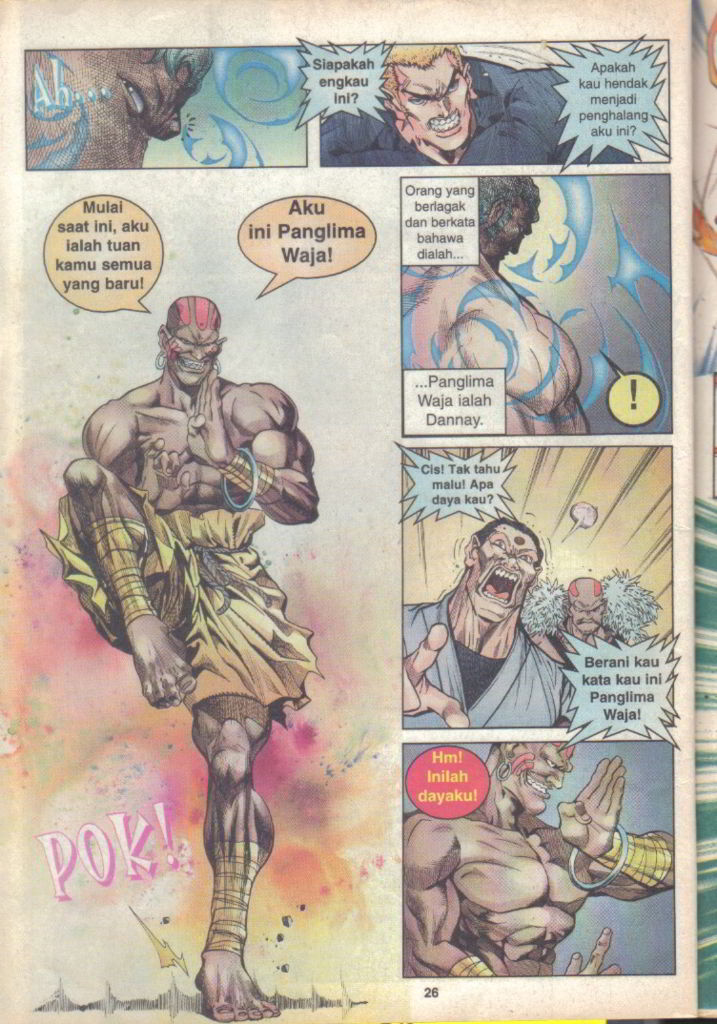 Ah...
Siapakah
engkau
ini?
Apakah
kau hendak
menjadi
penghalang
aku ini?
Mulai
saat ini, aku
ialah tuan
kamu semua
yang baru!
Aku
ini Panglima
Waja!
Orang yang
berlagak
dan berkata
bahawa
dialah...
...Panglima
Waja ialah
Dannay.
!
Cis! Tak tahu
malu! Apa
daya kau?
Berani kau
kata kau ini
Panglima
Waja!
Hm!
Inilah
dayaku!
POK!
26